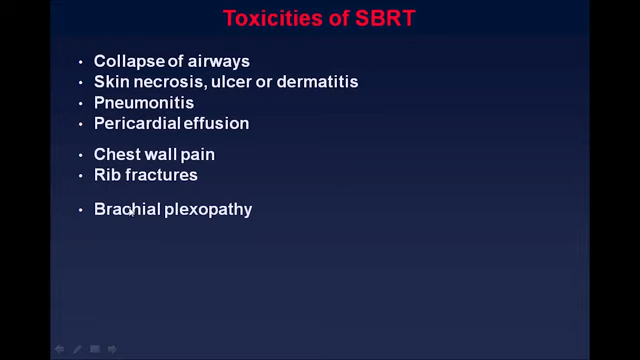 Toxicities of SBRT
• Collapse of airways
• Skin necrosis, ulcer or dermatitis
• Pneumonitis
• Pericardial effusion
• Chest wall pain
• Rib fractures
• Brachial plexopathy